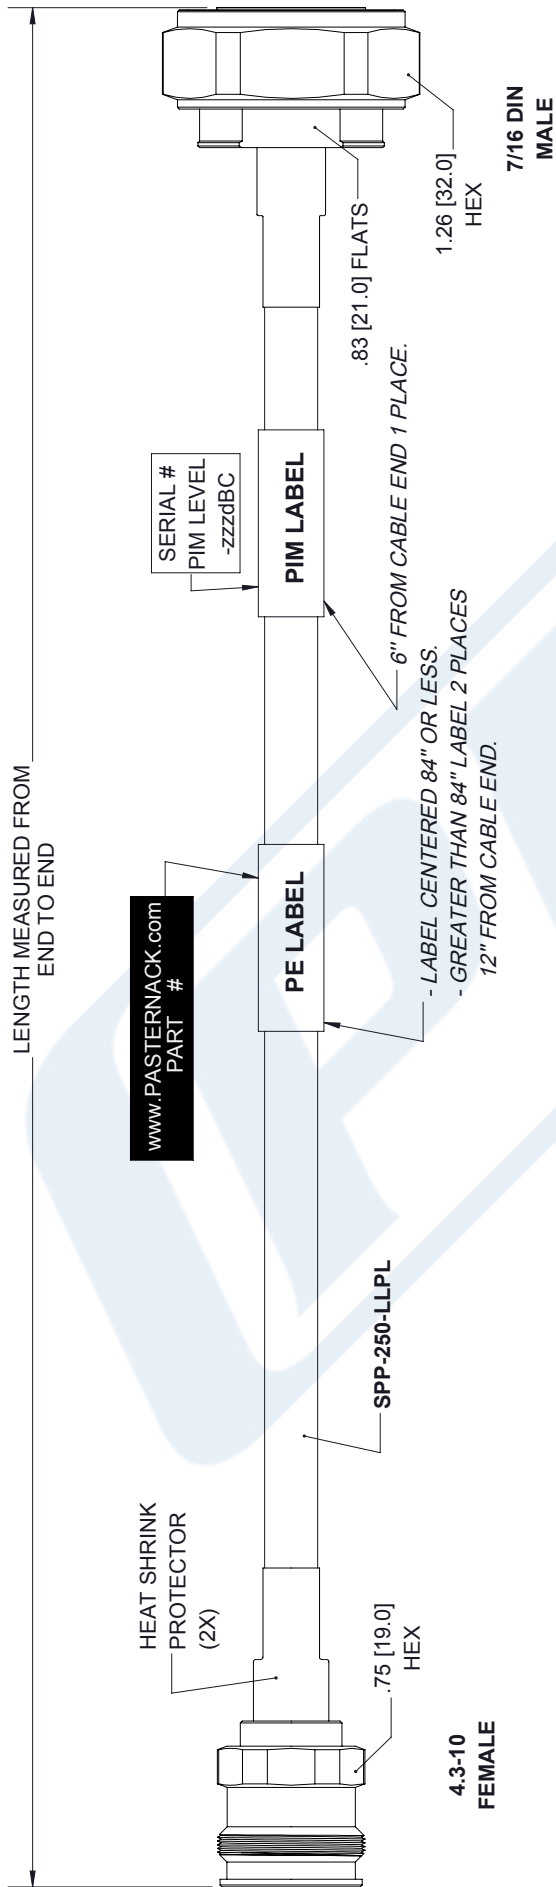 LENGTH MEASURED FROM
END TO END
HEAT SHRINK
PROTECTOR
(2X)
www.PASTERNACK.com
PART #
SERIAL #
PIM LEVEL
-zzzdBC
PE LABEL
PIM LABEL
.75 [19.0]
HEX
SPP-250-LLPL
- LABEL CENTERED 84" OR LESS.
- GREATER THAN 84" LABEL 2 PLACES
12" FROM CABLE END.
6" FROM CABLE END 1 PLACE.
.83 [21.0] FLATS
1.26 [32.0]
HEX
4.3-10
FEMALE
7/16 DIN
MALE